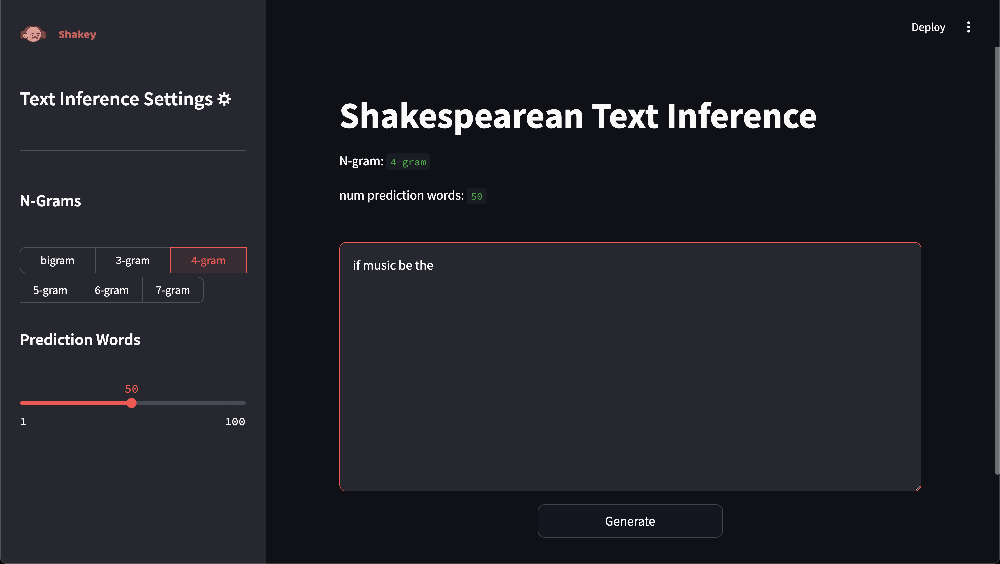 Shakey
Text Inference Settings ⚙
N-Grams
bigram 3-gram 4-gram
5-gram 6-gram 7-gram
Prediction Words
50
1 100
Deploy
Shakespearean Text Inference
N-gram: 4-gram
num prediction words: 50
if music be the
Generate